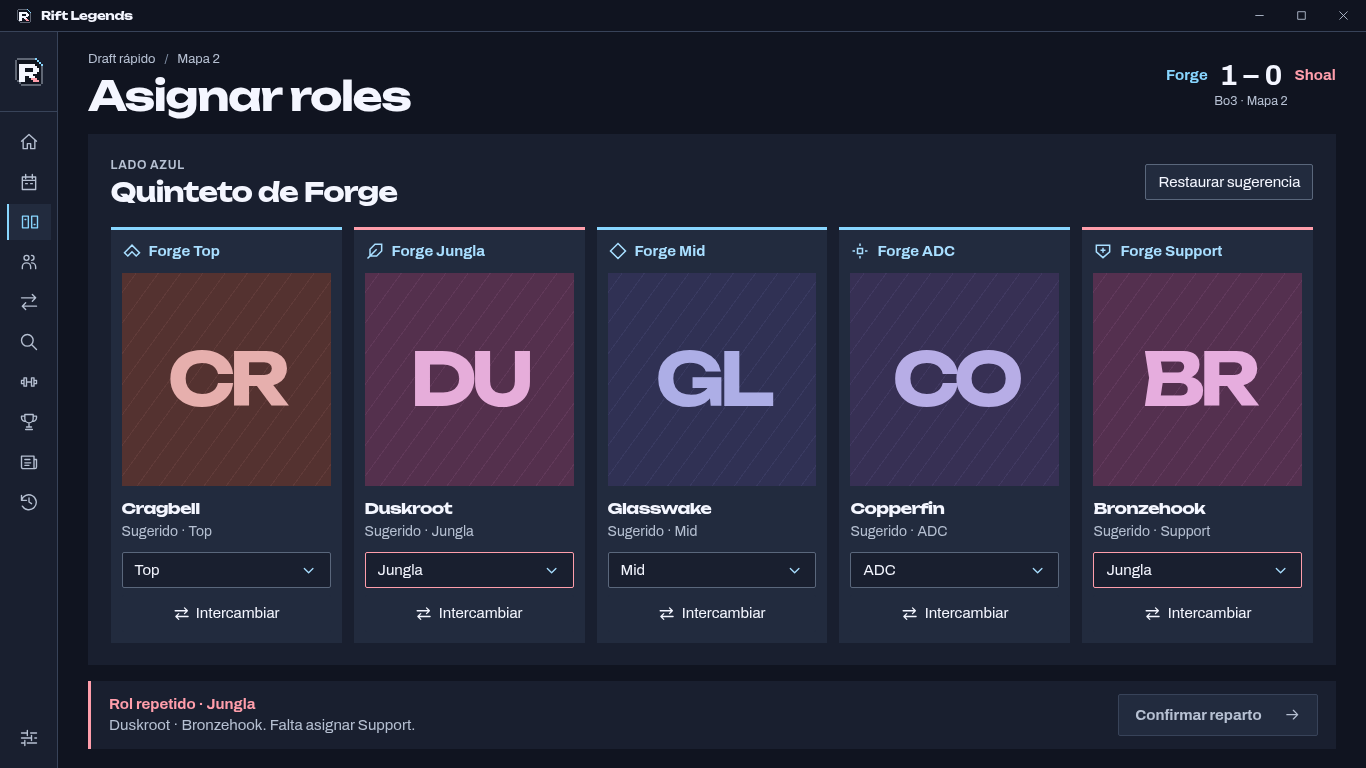 Rift Legends
R
Draft rápido / Mapa 2
Asignar roles
Forge 1 – 0 Shoal
Bo3 · Mapa 2
LADO AZUL
Quinteto de Forge
Restaurar sugerencia
Forge Top
CR
Cragbell
Sugerido · Top
Top
Intercambiar
Forge Jungla
DU
Duskroot
Sugerido · Jungla
Jungla
Intercambiar
Forge Mid
GL
Glasswake
Sugerido · Mid
Mid
Intercambiar
Forge ADC
CO
Copperfin
Sugerido · ADC
ADC
Intercambiar
Forge Support
BR
Bronzehook
Sugerido · Support
Jungla
Intercambiar
Rol repetido · Jungla
Duskroot · Bronzehook. Falta asignar Support.
Confirmar reparto